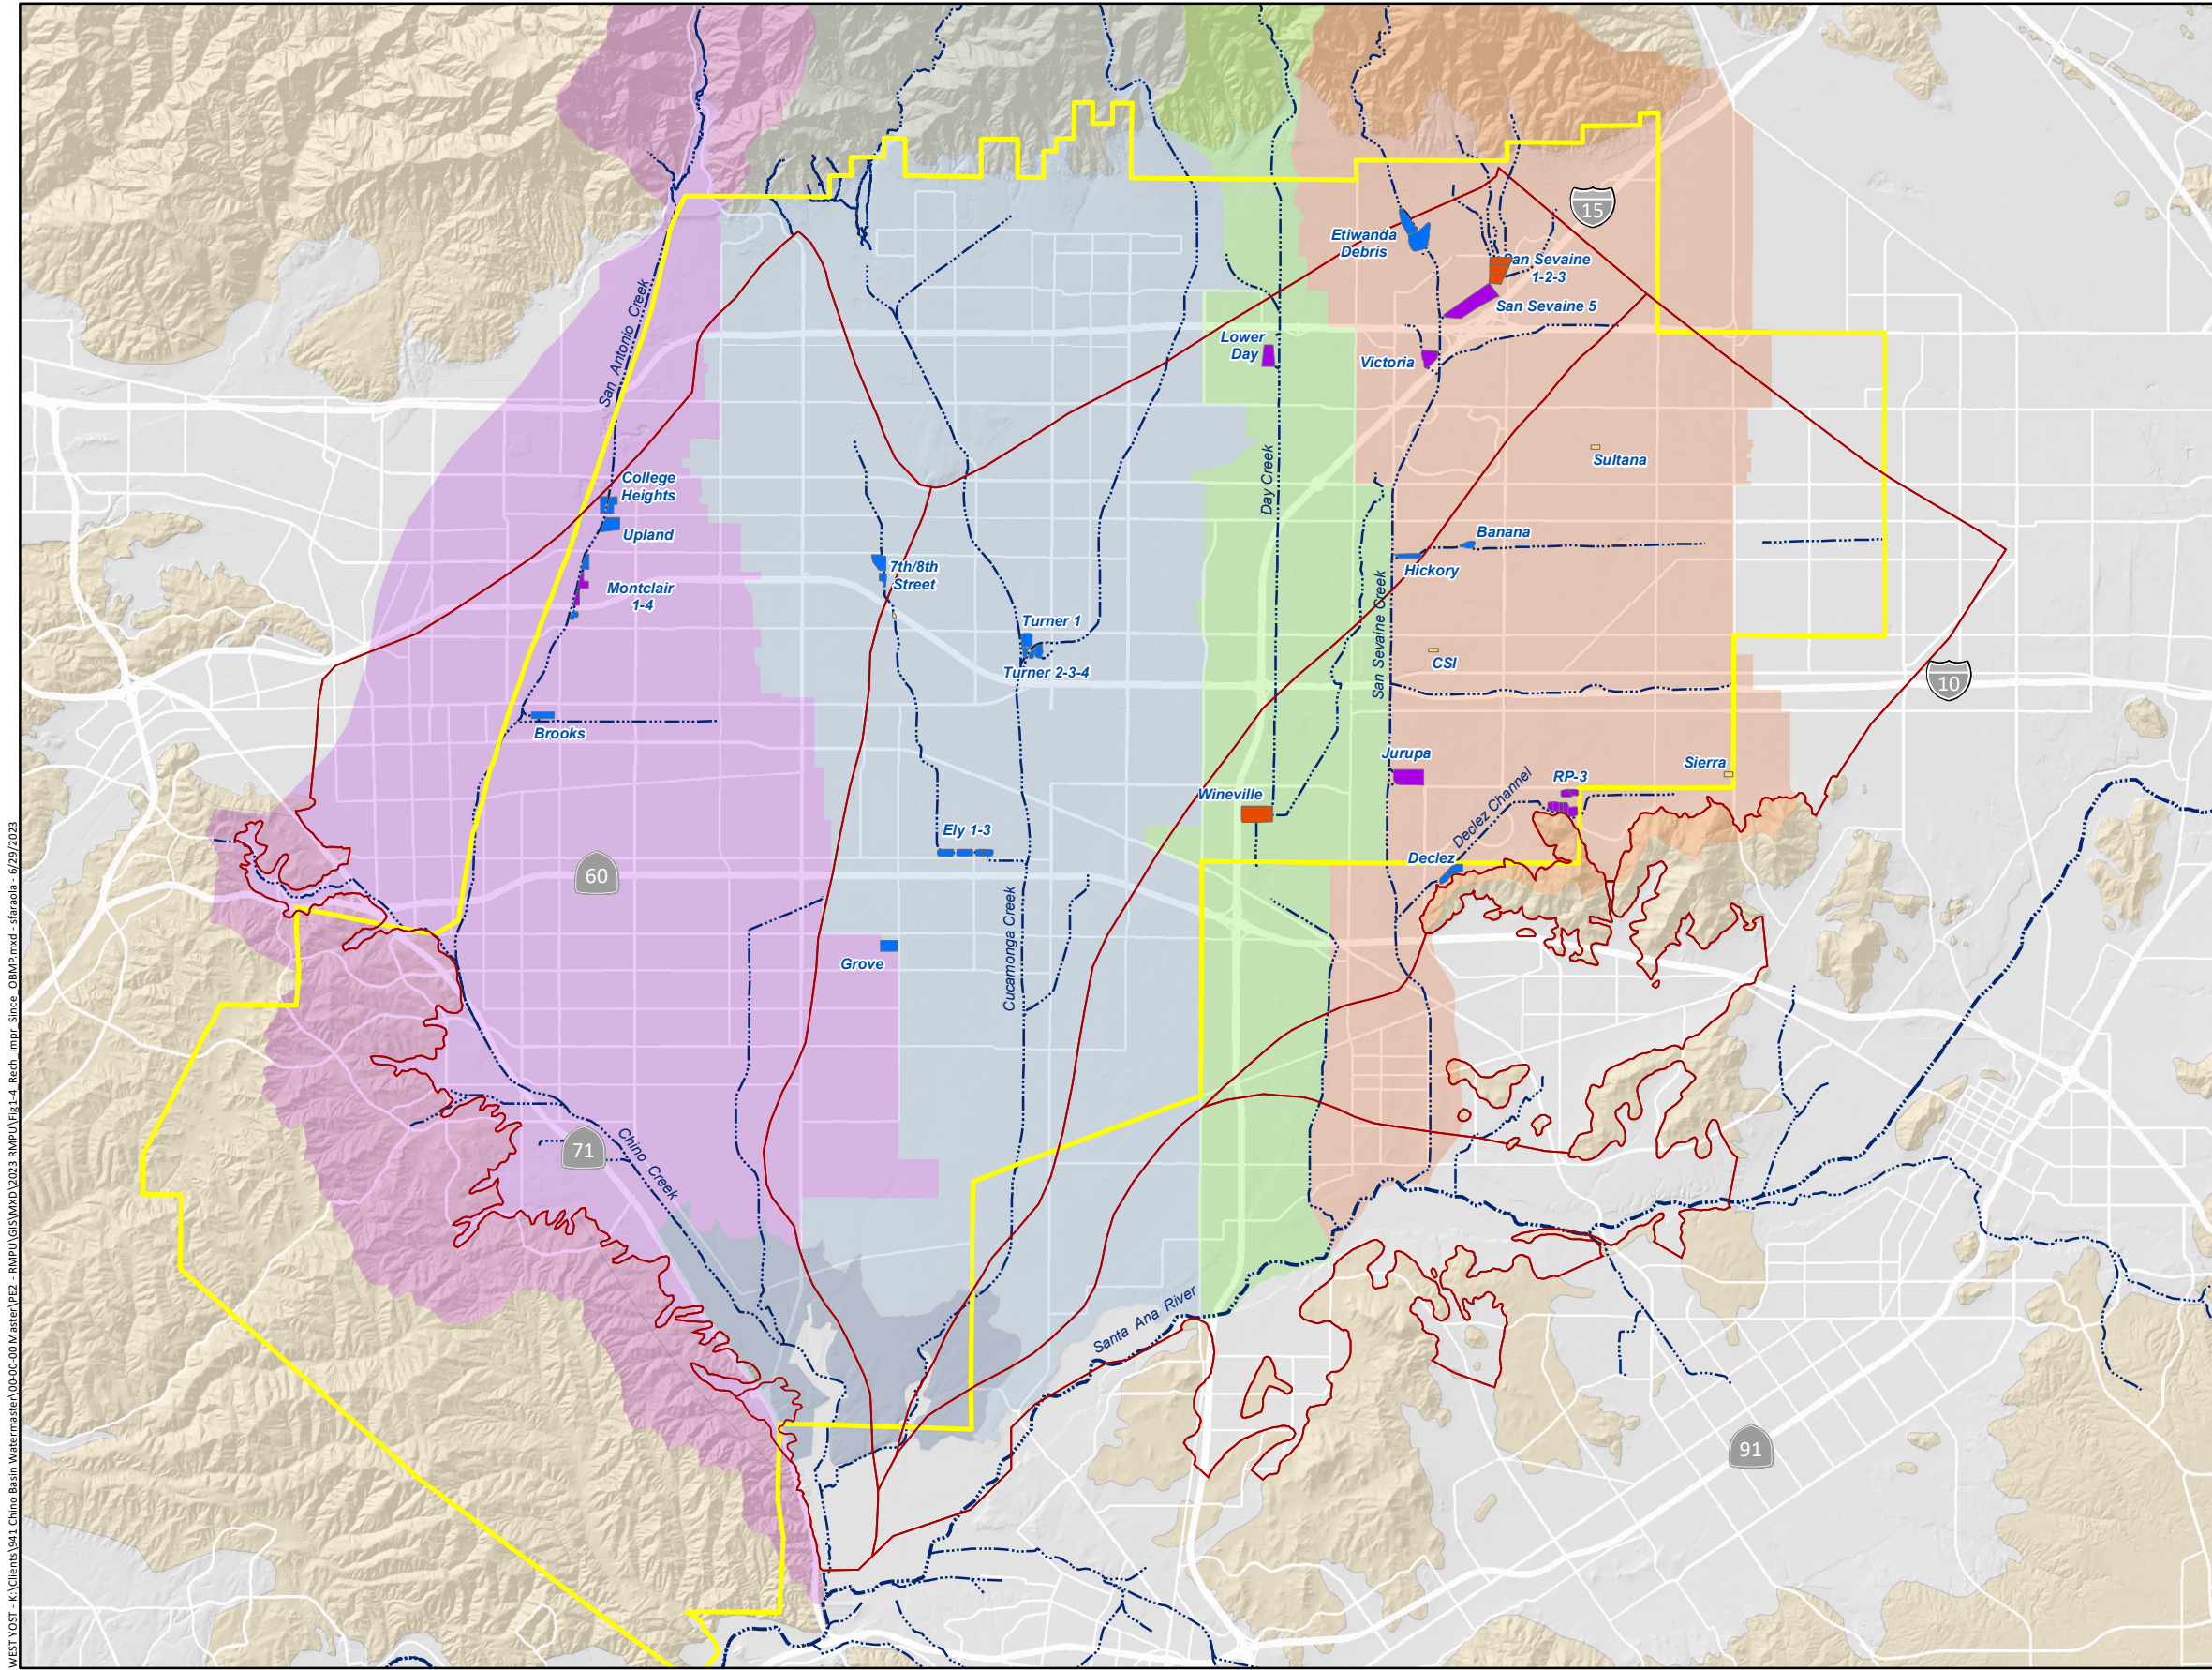 15
Etiwanda
Debris
San Sevaine
1-2-3
San Sevaine 5
San Antonio Creek
Lower
Day
Victoria
Sultana
Day Creek
College
Heights
Upland
Banana
Hickory
7th/8th
Street
Montclair
1-4
Turner 1
Turner 2-3-4
San Sevaine Creek
CSI
10
Brooks
Jurupa
RP-3
Sierra
Wineville
Declez Channel
Ely 1-3
Declez
60
Grove
Cucamonga Creek
71
Chino Creek
Santa Ana River
91
WEST YOST - K:\Clients\941 Chino Basin Watermaster\00-00-00 Master\PE2 - RMPU\GIS\MXD\2023 RMPU\Fig1-4_Rech_Impr_Since_OBMP.mxd - sfaraola - 6/29/2023